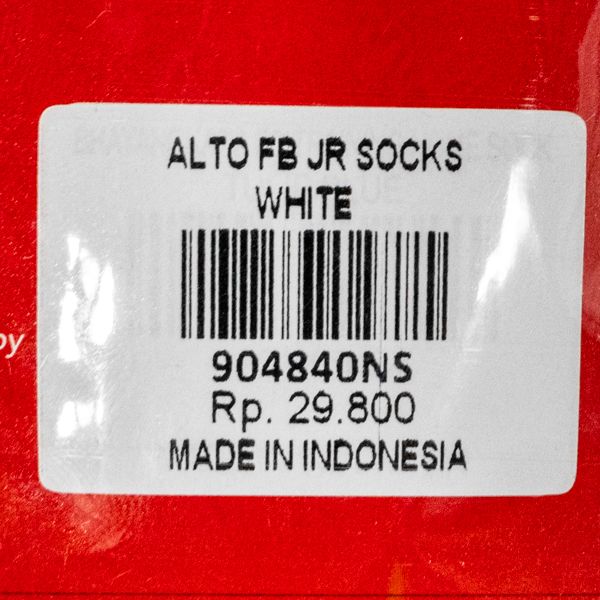 ALTO FB JR SOCKS
WHITE
904840NS
Rp. 29.800
MADE IN INDONESIA